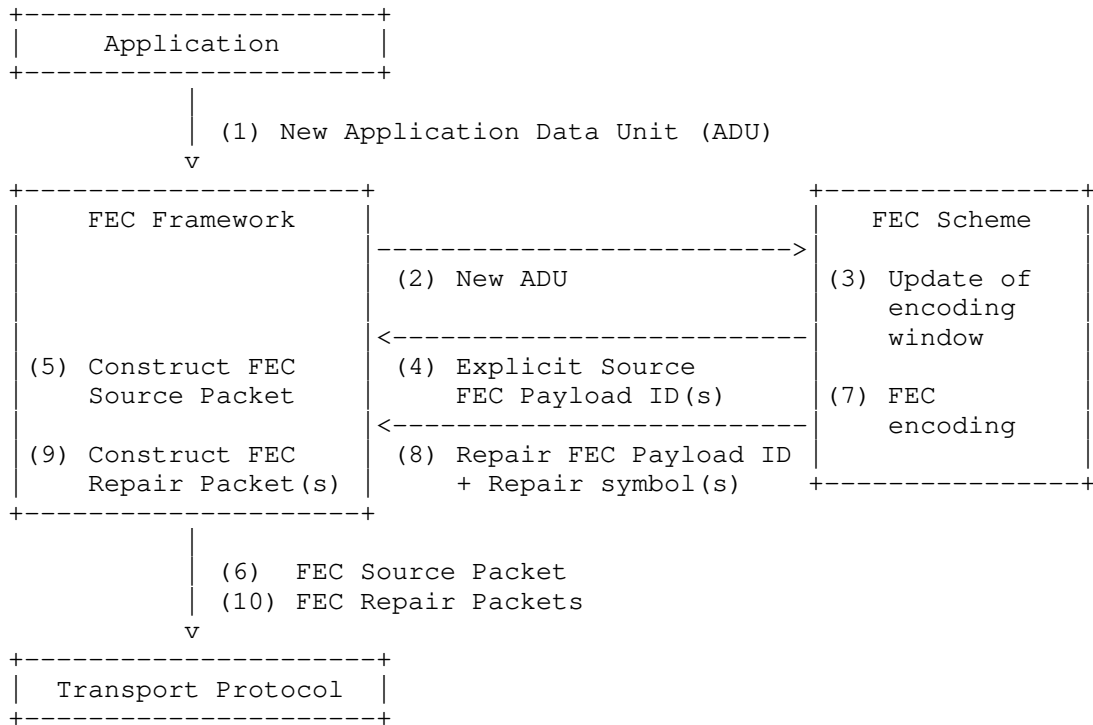 Application
(1) New Application Data Unit (ADU)
FEC Framework
FEC Scheme
(2) New ADU
(3) Update of
encoding
window
(5) Construct FEC
Source Packet
(4) Explicit Source
FEC Payload ID(s)
(7) FEC
encoding
(9) Construct FEC
Repair Packet(s)
(8) Repair FEC Payload ID
+ Repair symbol(s)
(6) FEC Source Packet
(10) FEC Repair Packets
Transport Protocol